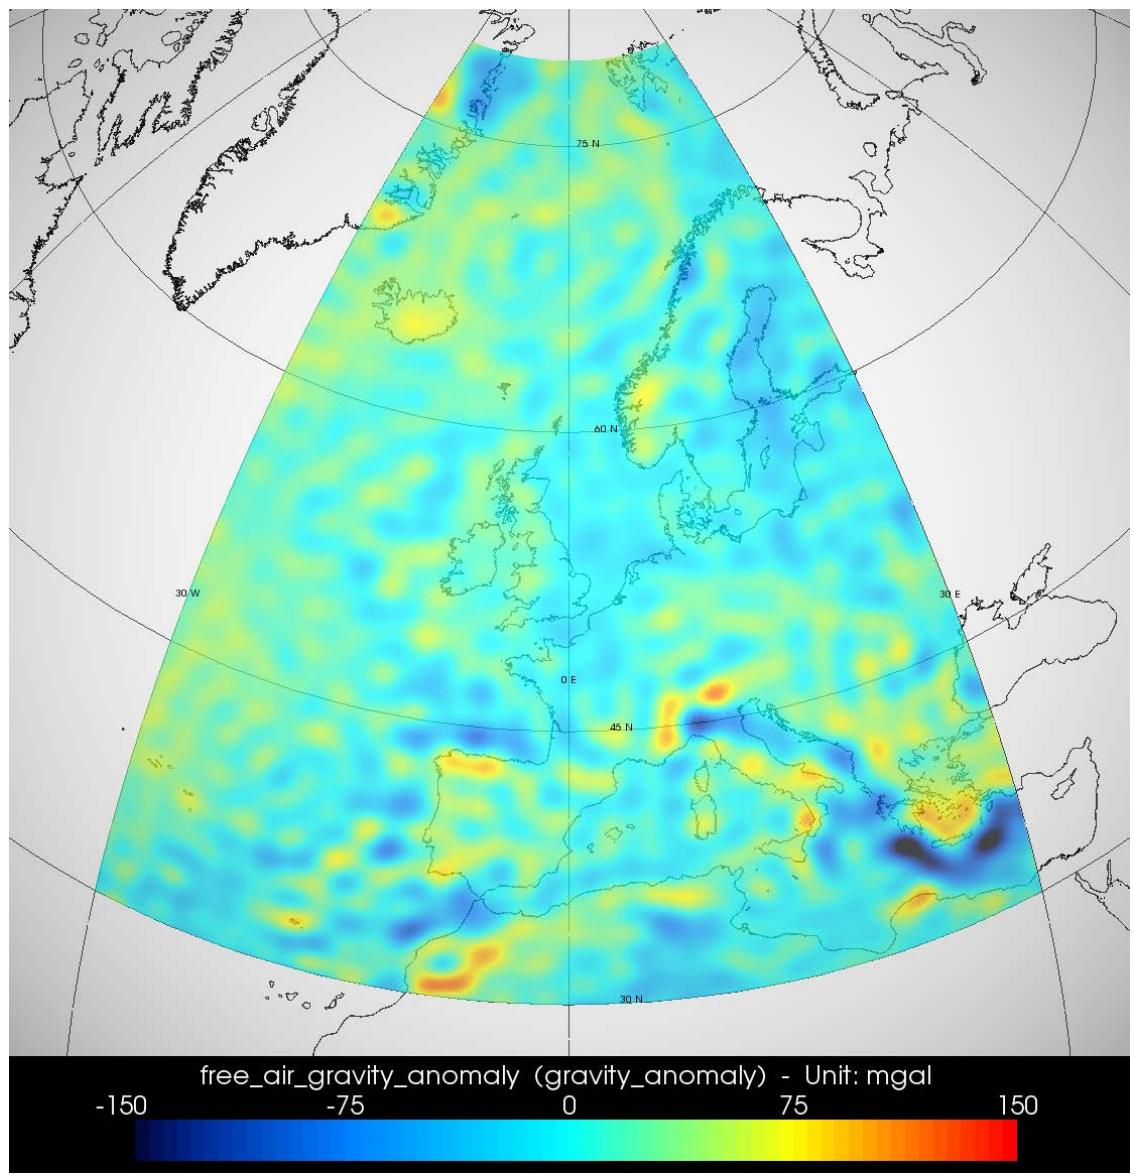 75 N
60 N
30 W
30 E
0 E
45 N
30 N
free_air_gravity_anomaly (gravity_anomaly) - Unit: mgal
-150 -75 0 75 150